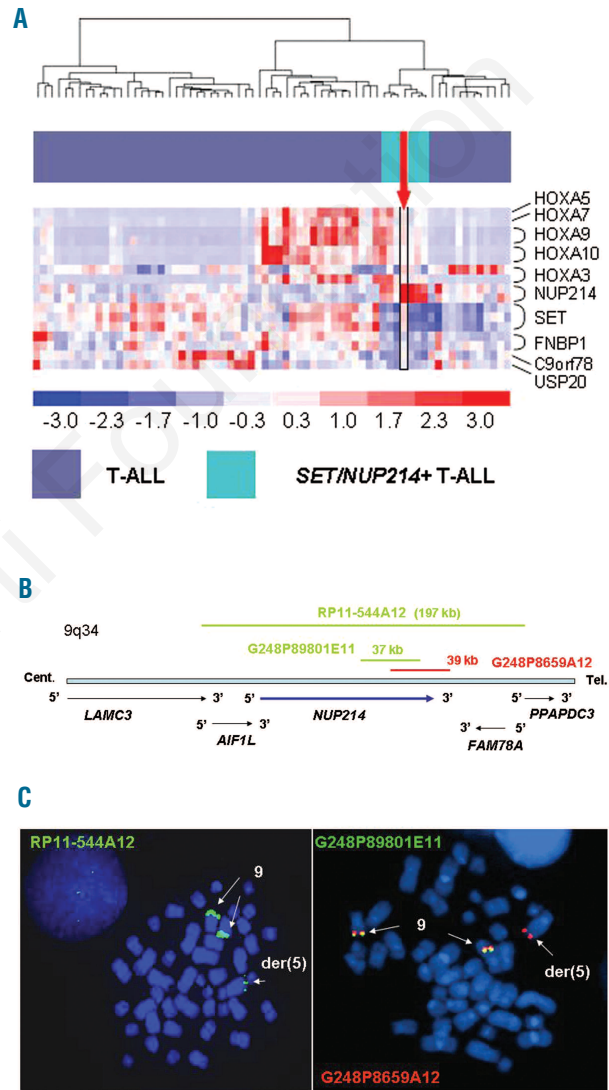 A
HOXA5
HOXA7
HOXA9
HOXA10
HOXA3
NUP214
SET
FNBP1
C9orf78
USP20
-3.0 -2.3 -1.7 -1.0 -0.3 0.3 1.0 1.7 2.3 3.0
T-ALL SET/NUP214+ T-ALL
B
RP11-544A12 (197 kb)
9q34
G248P89801E11 37 kb
39 kb G248P8659A12
Cent. Tel.
5' 3' 5' 3' 5' 3'
LAMC3 NUP214 PPAPDC3
5' 3' 3' 5'
AIF1L FAM78A
C
RP11-544A12 G248P89801E11
9 9
der(5) der(5)
G248P8659A12